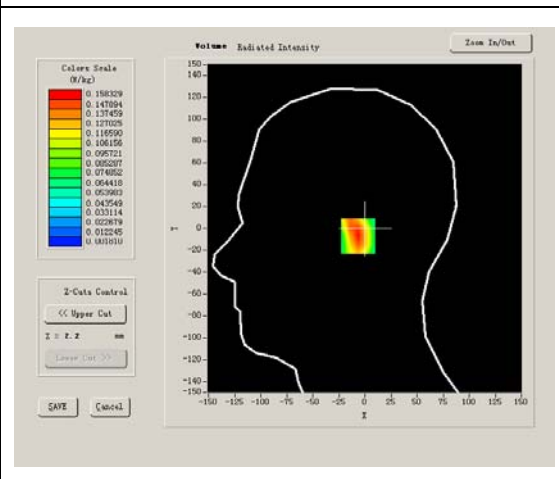 Volume Radiated Intensity
Zoom In/Out
Colors Scale
(W/kg)
0.158329
0.147894
0.137459
0.127025
0.116590
0.106156
0.095721
0.085287
0.074852
0.064418
0.053983
0.043549
0.033114
0.022679
0.012245
0.001810
Z-Cuts Control
<< Upper Cut
mm
Lower Cut >>
SAVE
Cancel
150
140
120
100
80
60
40
20
0
-20
-40
-60
-80
-100
-120
-140
-150
Y
-150 -125 -100 -75 -50 -25 0 25 50 75 100 125 150
X